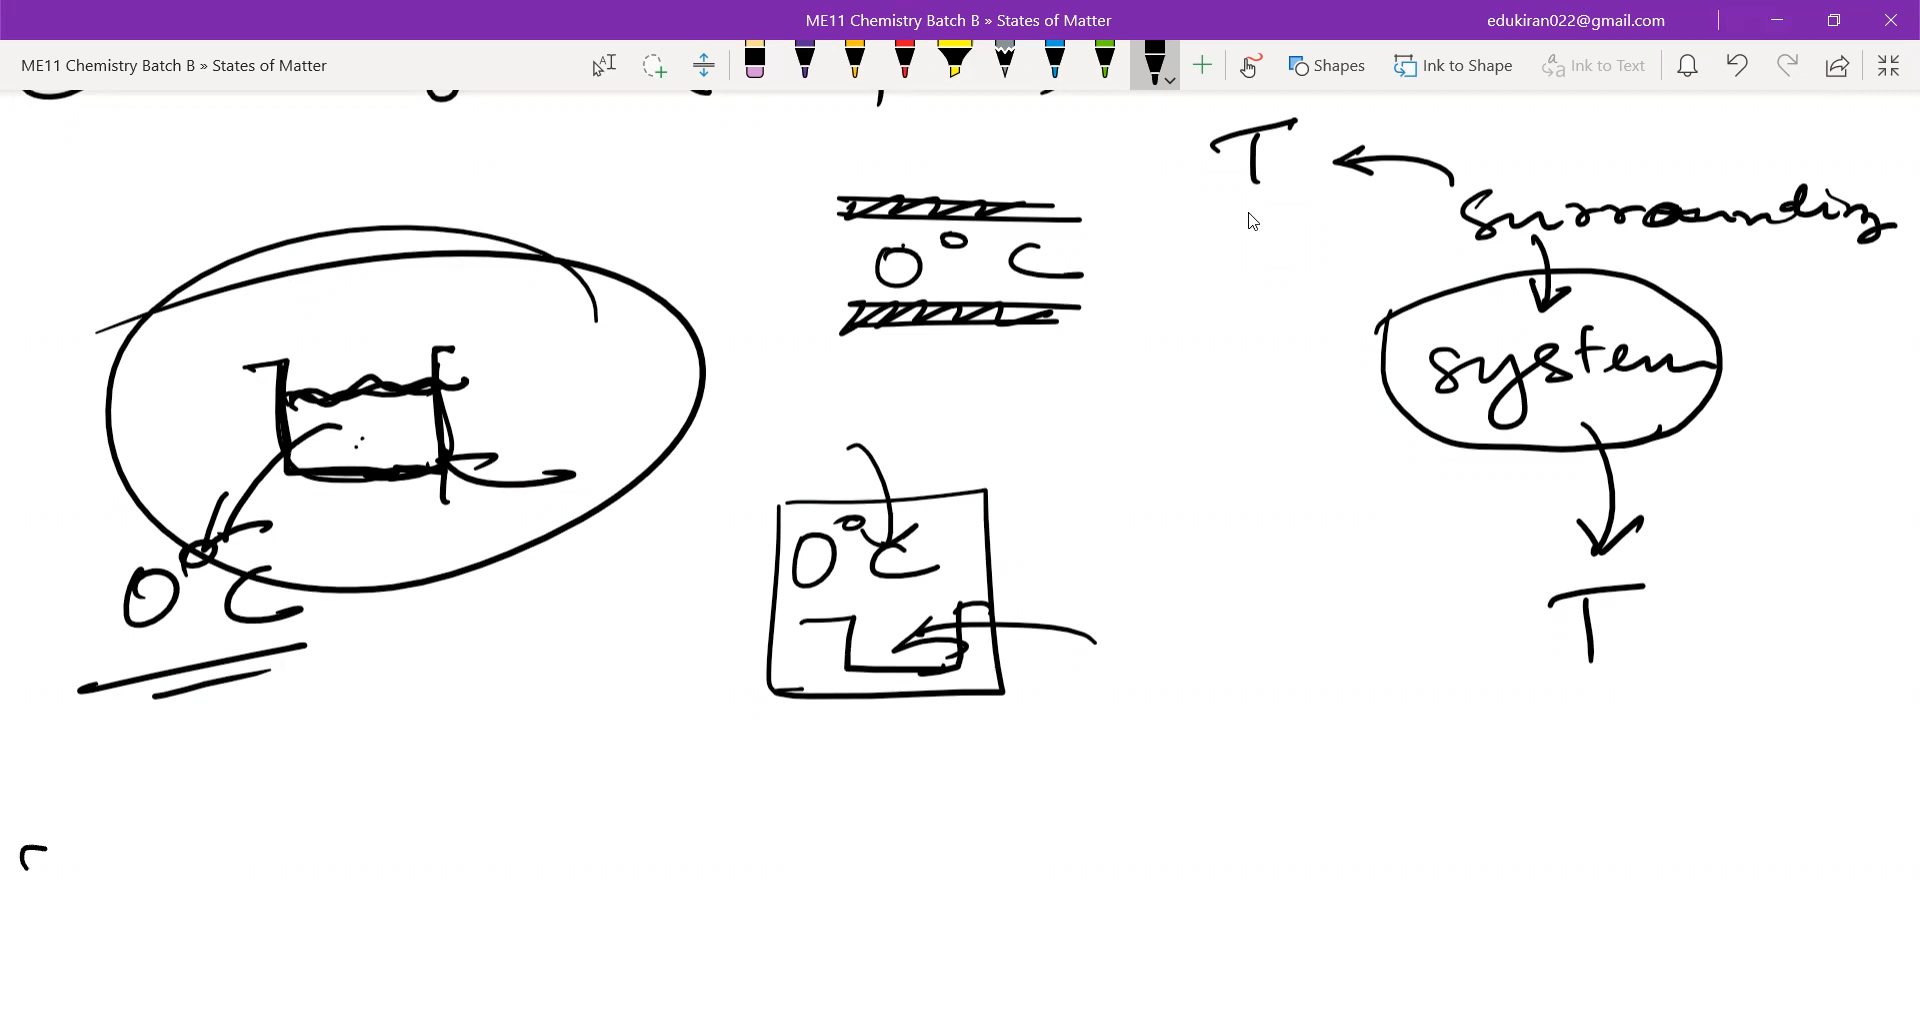 ME11 Chemistry Batch B » States of Matter
edukiran022@gmail.com
ME11 Chemistry Batch B » States of Matter
Shapes
Ink to Shape
Ink to Text
T
Surrounding
0°C
system
0°C
0°C
T